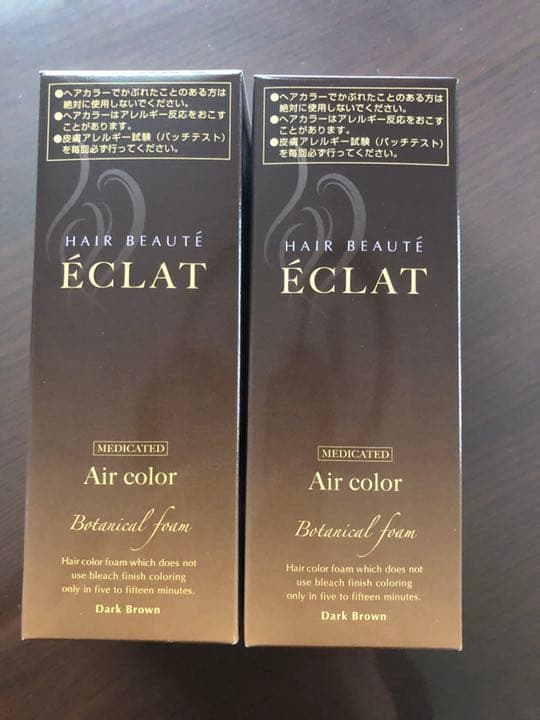 ●ヘアカラーでかぶれたことのある方は
絶対に使用しないでください。
●ヘアカラーはアレルギー反応をおこす
ことがあります。
●皮膚アレルギー試験（パッチテスト）
を毎回必ず行ってください。
HAIR BEAUTÉ
ÉCLAT
MEDICATED
Air color
Botanical foam
Hair color foam which does not
use bleach finish coloring
only in five to fifteen minutes.
Dark Brown
●ヘアカラーでかぶれたことのある方は
絶対に使用しないでください。
●ヘアカラーはアレルギー反応をおこす
ことがあります。
●皮膚アレルギー試験（パッチテスト）
を毎回必ず行ってください。
HAIR BEAUTÉ
ÉCLAT
MEDICATED
Air color
Botanical foam
Hair color foam which does not
use bleach finish coloring
only in five to fifteen minutes.
Dark Brown